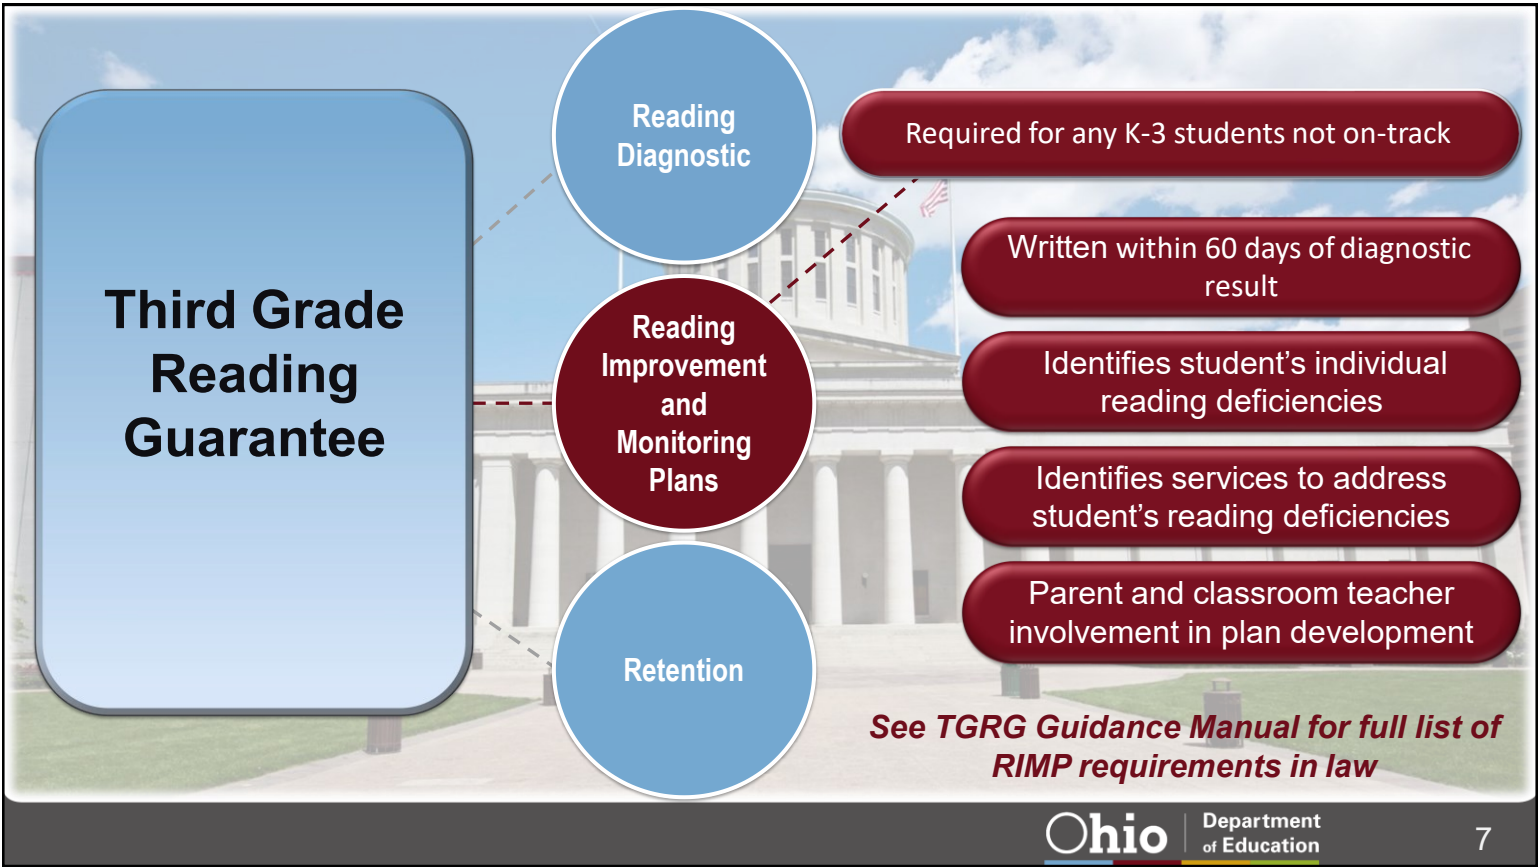 Third Grade
Reading
Guarantee
Reading
Diagnostic
Reading
Improvement
and
Monitoring
Plans
Retention
Required for any K-3 students not on-track
Written within 60 days of diagnostic
result
Identifies student’s individual
reading deficiencies
Identifies services to address
student’s reading deficiencies
Parent and classroom teacher
involvement in plan development
See TGRG Guidance Manual for full list of
RIMP requirements in law
Ohio
Department
of Education
7